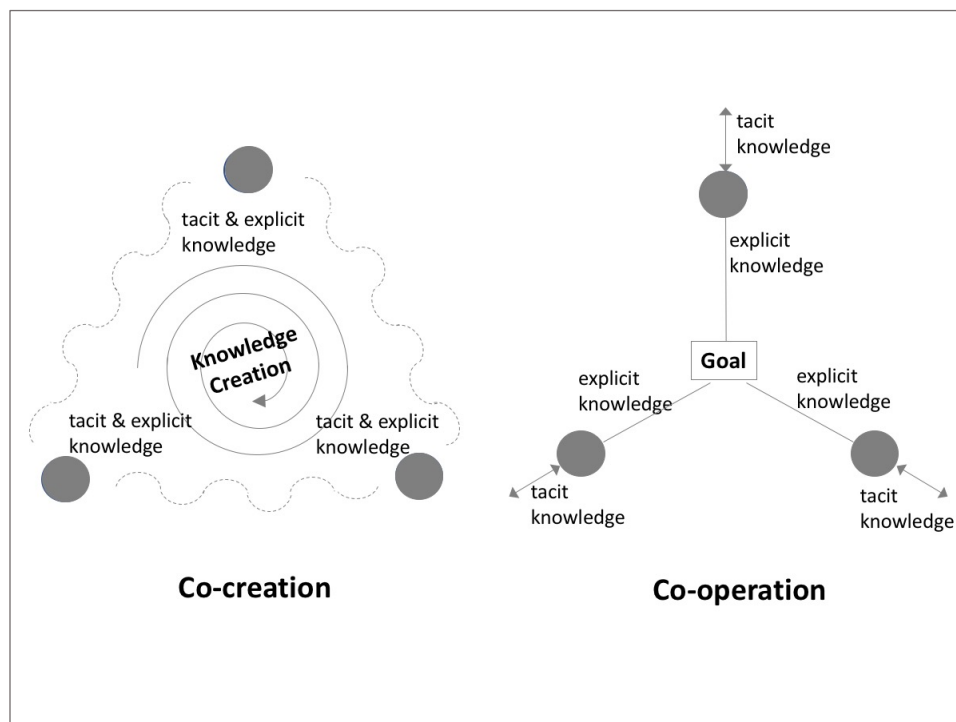 tacit & explicit
knowledge
Knowledge
Creation
tacit & explicit
knowledge
tacit & explicit
knowledge
Co-creation
tacit
knowledge
explicit
knowledge
Goal
explicit
knowledge
explicit
knowledge
tacit
knowledge
tacit
knowledge
Co-operation